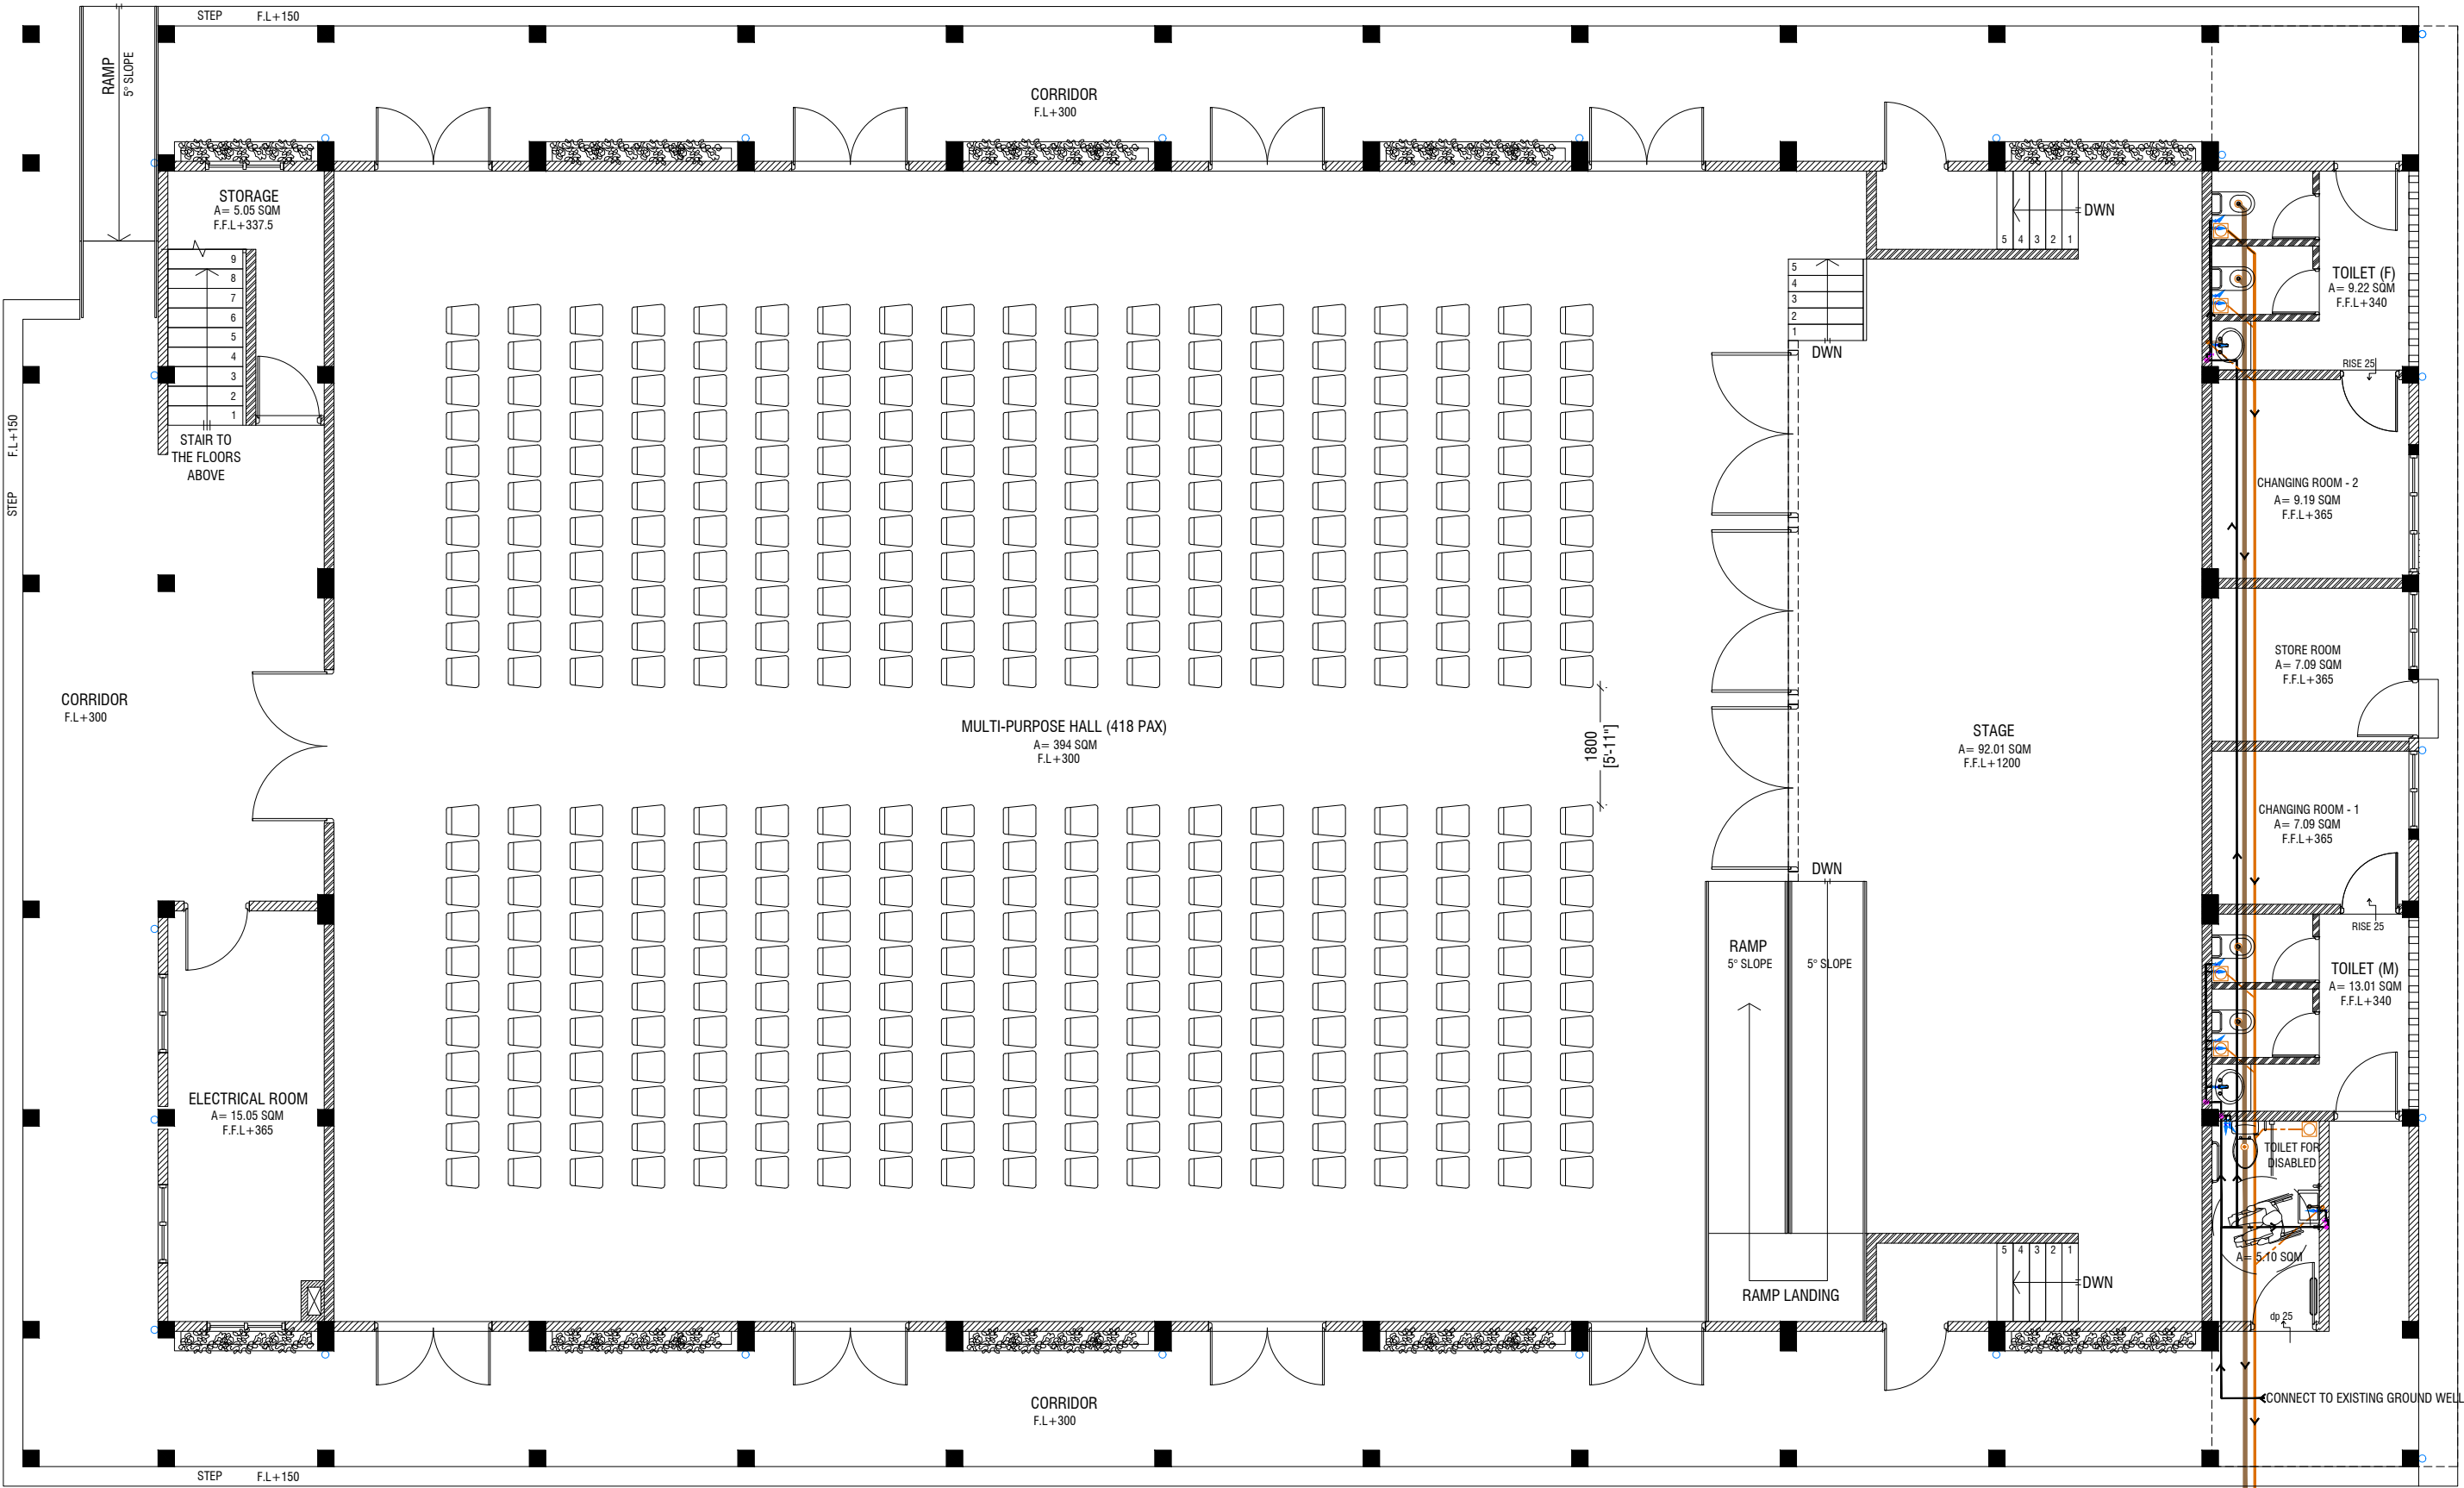 STEP F.L+150
RAMP
5° SLOPE
CORRIDOR
F.L+300
STORAGE
A= 5.05 SQM
F.F.L+337.5
9
8
7
6
5
4
3
2
1
STAIR TO
THE FLOORS
ABOVE
STEP F.L+150
CORRIDOR
F.L+300
ELECTRICAL ROOM
A= 15.05 SQM
F.F.L+365
MULTI-PURPOSE HALL (418 PAX)
A= 394 SQM
F.L+300
1800
[5'-11"]
DWN
5 4 3 2 1
5
4
3
2
1
DWN
STAGE
A= 92.01 SQM
F.F.L+1200
DWN
RAMP
5° SLOPE
5° SLOPE
RAMP LANDING
5 4 3 2 1
DWN
TOILET (F)
A= 9.22 SQM
F.F.L+340
RISE 25
CHANGING ROOM - 2
A= 9.19 SQM
F.F.L+365
STORE ROOM
A= 7.09 SQM
F.F.L+365
CHANGING ROOM - 1
A= 7.09 SQM
F.F.L+365
RISE 25
TOILET (M)
A= 13.01 SQM
F.F.L+340
TOILET FOR
DISABLED
A= 5.10 SQM
dp 25
CONNECT TO EXISTING GROUND WELL
CORRIDOR
F.L+300
STEP F.L+150